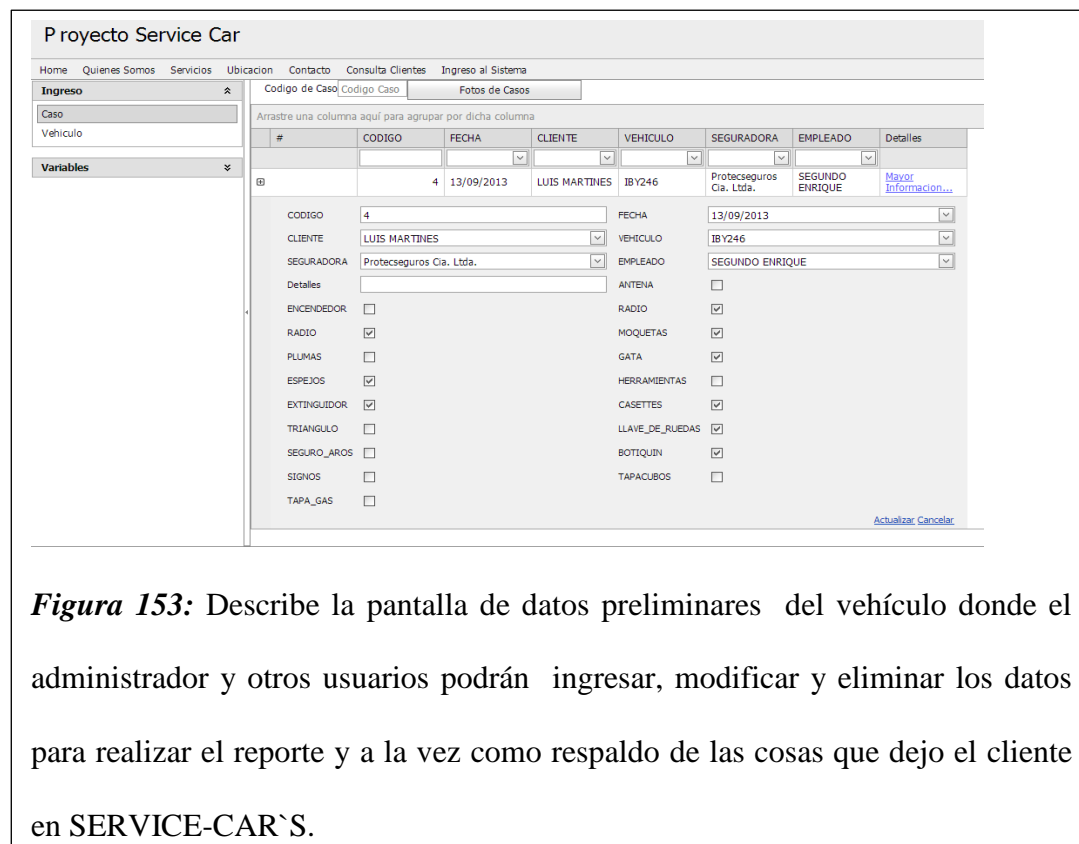 P royecto Service Car
Home Quienes Somos Servicios Ubicacion Contacto Consulta Clientes Ingreso al Sistema
Ingreso
Caso
Vehiculo
Variables
Codigo de Caso Codigo Caso Fotos de Casos
Arrastre una columna aquí para agrupar por dicha columna
# CODIGO FECHA CLIENTE VEHICULO SEGURADORA EMPLEADO Detalles
4 13/09/2013 LUIS MARTINES IBY246 Protecseguros Cia. Ltda. SEGUNDO ENRIQUE Mayor Informacion...
CODIGO 4 FECHA 13/09/2013
CLIENTE LUIS MARTINES VEHICULO IBY246
SEGURADORA Protecseguros Cia. Ltda. EMPLEADO SEGUNDO ENRIQUE
Detalles ANTENA
ENCENDEDOR RADIO
RADIO MOQUETAS
PLUMAS GATA
ESPEJOS HERRAMIENTAS
EXTINGUIDOR CASETTES
TRIANGULO LLAVE_DE_RUEDAS
SEGURO_AROS BOTIQUIN
SIGNOS TAPACUBOS
TAPA_GAS
Actualizar Cancelar
Figura 153: Describe la pantalla de datos preliminares del vehículo donde el
administrador y otros usuarios podrán ingresar, modificar y eliminar los datos
para realizar el reporte y a la vez como respaldo de las cosas que dejo el cliente
en SERVICE-CAR`S.